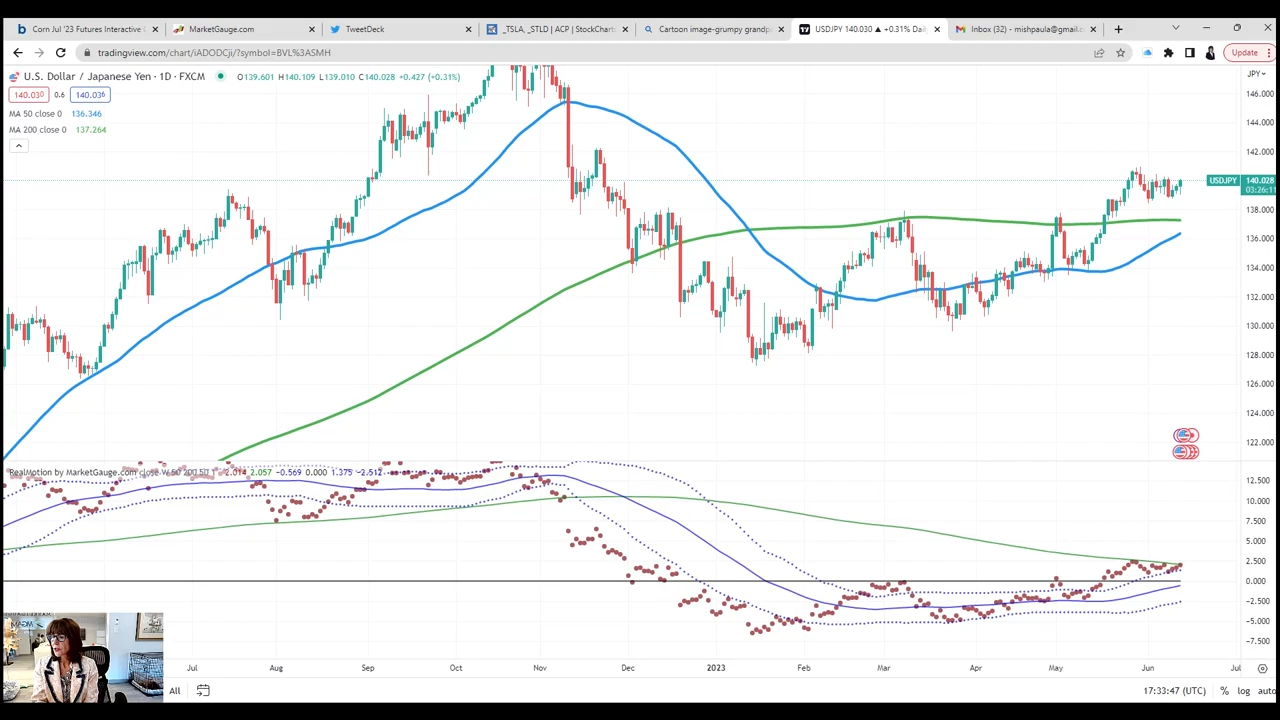 Corn Jul '23 Futures Interactive C
MarketGauge.com
TweetDeck
_TSLA, _STLD | ACP | StockChart
Cartoon image-grumpy grandp
USDJPY 140.030 ▲ +0.31% Dai
Inbox (32) - mishpaula@gmail.c
tradingview.com/chart/iADODCji/?symbol=BVL%3ASMH
Update
U.S. Dollar / Japanese Yen · 1D · FXCM
O139.601 H140.109 L139.010 C140.028 +0.427 (+0.31%)
JPY
140.030 0.6 140.036
MA 50 close 0 136.346
MA 200 close 0 137.264
146.000
144.000
142.000
USDJPY 140.028
03:26:11
138.000
136.000
134.000
132.000
130.000
128.000
126.000
124.000
122.000
RealMotion by MarketGauge.com close W 50 200 50 1 2.014 2.057 −0.569 0.000 1.375 −2.512
12.500
10.000
7.500
5.000
2.500
0.000
−2.500
−5.000
−7.500
Jul Aug Sep Oct Nov Dec 2023 Feb Mar Apr May Jun Jul
All
17:33:47 (UTC) % log auto